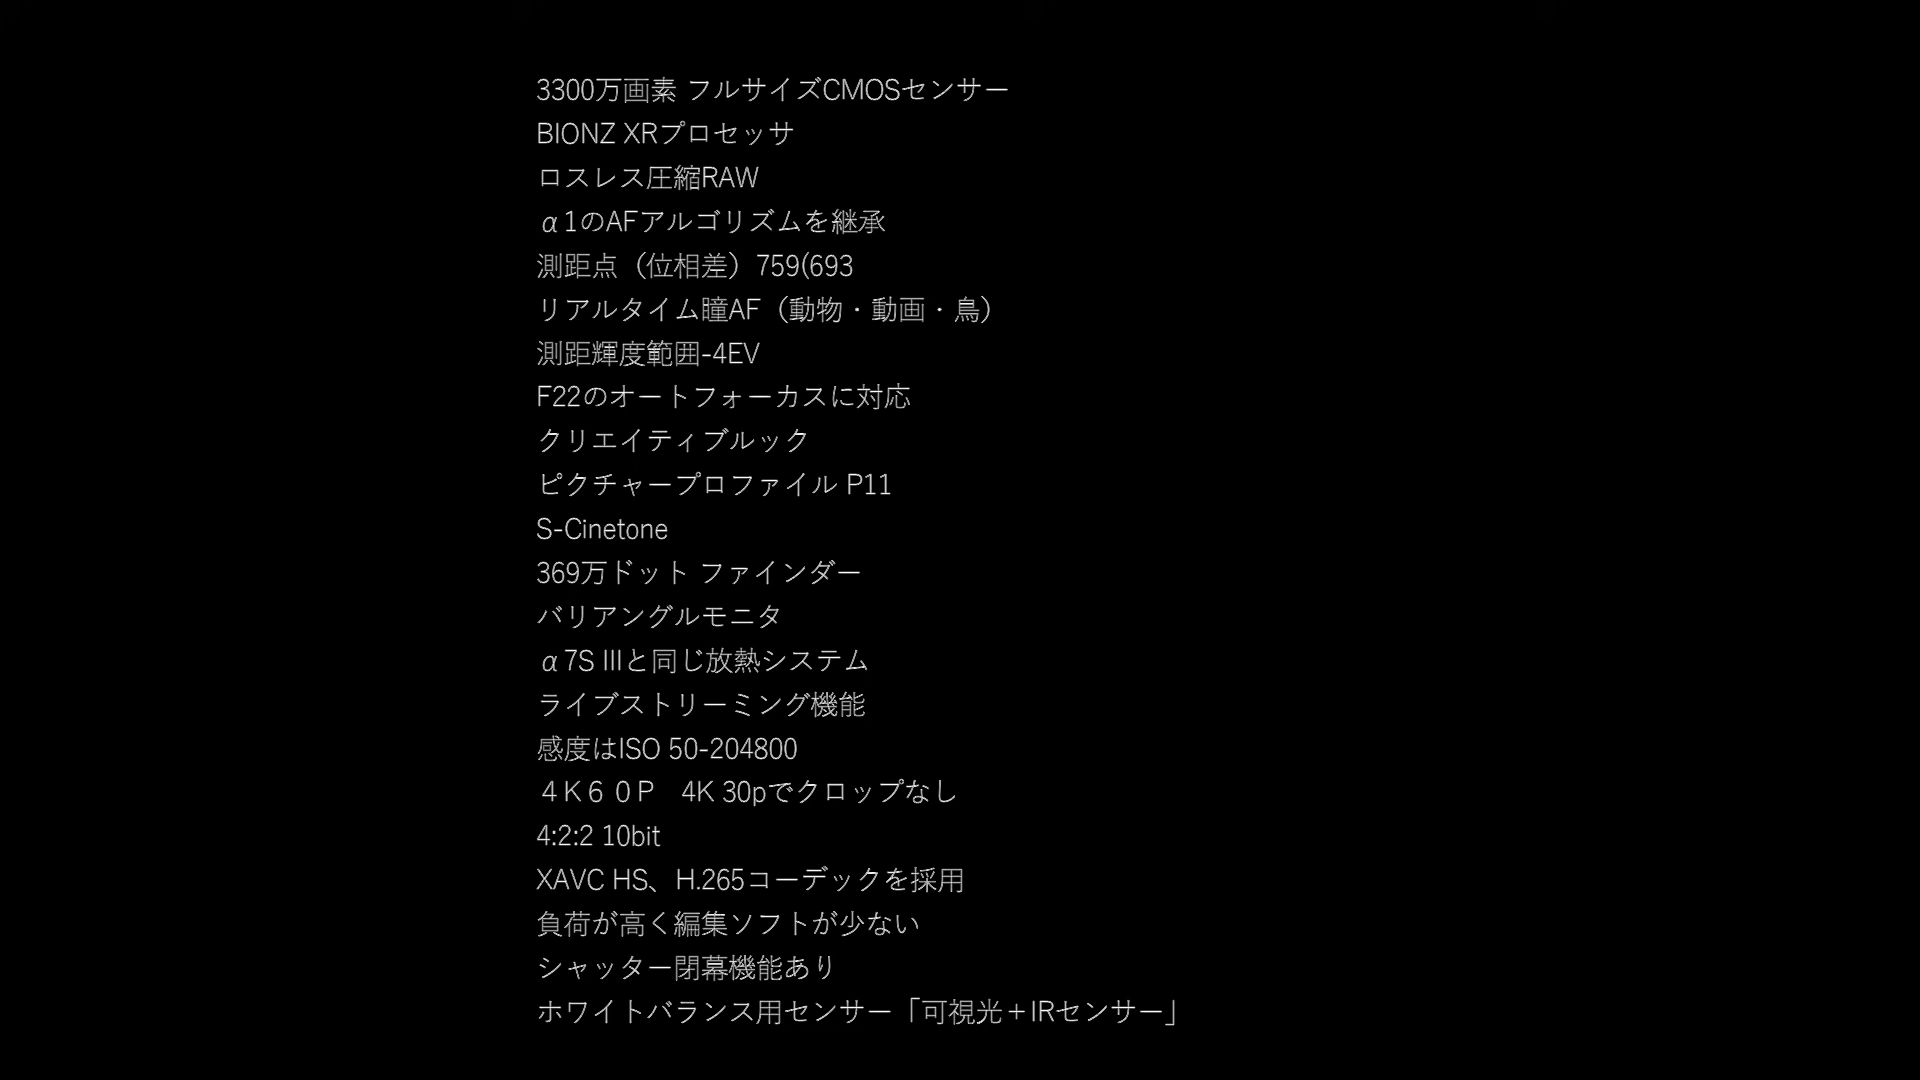 3300万画素 フルサイズCMOSセンサー
BIONZ XRプロセッサ
ロスレス圧縮RAW
α1のAFアルゴリズムを継承
測距点（位相差）759(693
リアルタイム瞳AF（動物・動画・鳥）
測距輝度範囲-4EV
F22のオートフォーカスに対応
クリエイティブルック
ピクチャープロファイル P11
S-Cinetone
369万ドット ファインダー
バリアングルモニタ
α7S IIIと同じ放熱システム
ライブストリーミング機能
感度はISO 50-204800
４Ｋ６０Ｐ　4K 30pでクロップなし
4:2:2 10bit
XAVC HS、H.265コーデックを採用
負荷が高く編集ソフトが少ない
シャッター閉幕機能あり
ホワイトバランス用センサー「可視光＋IRセンサー」